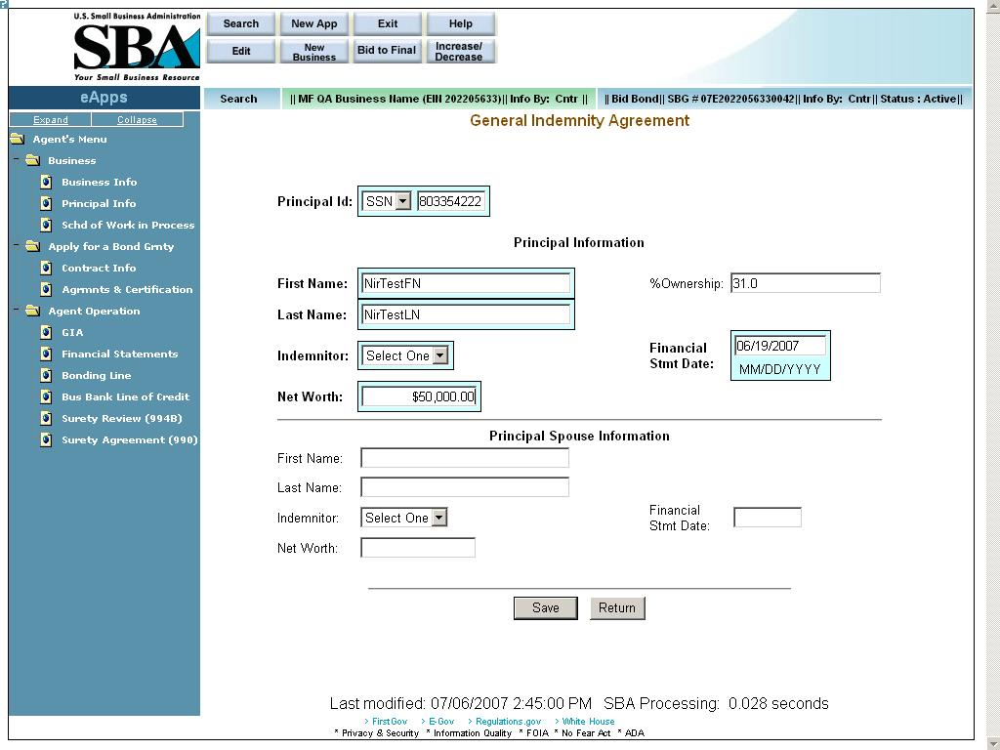 U.S. Small Business Administration
SBA
Your Small Business Resource
Search New App Exit Help
Edit New Business Bid to Final Increase/ Decrease
eApps
Search || MF QA Business Name (EIN 202205633)|| Info By: Cntr || || Bid Bond|| SBG # 07E2022056330042|| Info By: Cntr|| Status : Active||
Expand Collapse
General Indemnity Agreement
Agent's Menu
Business
Business Info
Principal Info
Schd of Work in Process
Apply for a Bond Grnty
Contract Info
Agrmnts & Certification
Agent Operation
GIA
Financial Statements
Bonding Line
Bus Bank Line of Credit
Surety Review (994B)
Surety Agreement (990)
Principal Id: SSN 803354222
Principal Information
First Name: NirTestFN %Ownership: 31.0
Last Name: NirTestLN
Indemnitor: Select One Financial Stmt Date: 06/19/2007
MM/DD/YYYY
Net Worth: $50,000.00
Principal Spouse Information
First Name:
Last Name:
Indemnitor: Select One Financial Stmt Date:
Net Worth:
Save Return
Last modified: 07/06/2007 2:45:00 PM SBA Processing: 0.028 seconds
> FirstGov > E-Gov > Regulations.gov > White House
* Privacy & Security * Information Quality * FOIA * No Fear Act * ADA